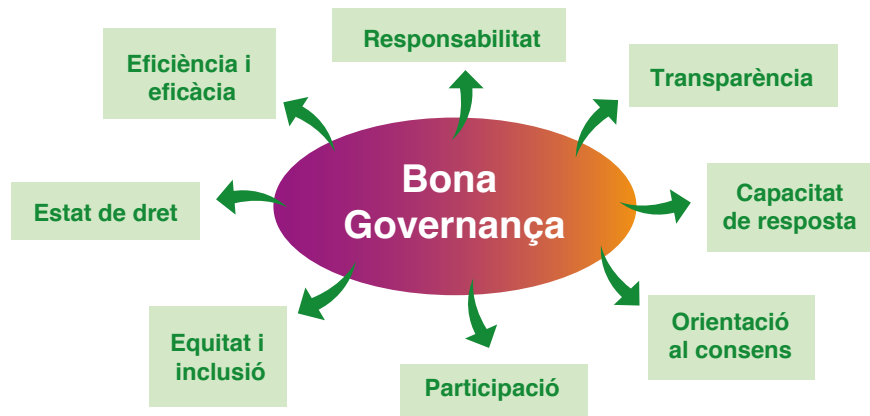 Responsabilitat
Eficiència i
eficàcia
Transparència
Bona
Governança
Estat de dret
Capacitat
de resposta
Equitat i
inclusió
Orientació
al consens
Participació